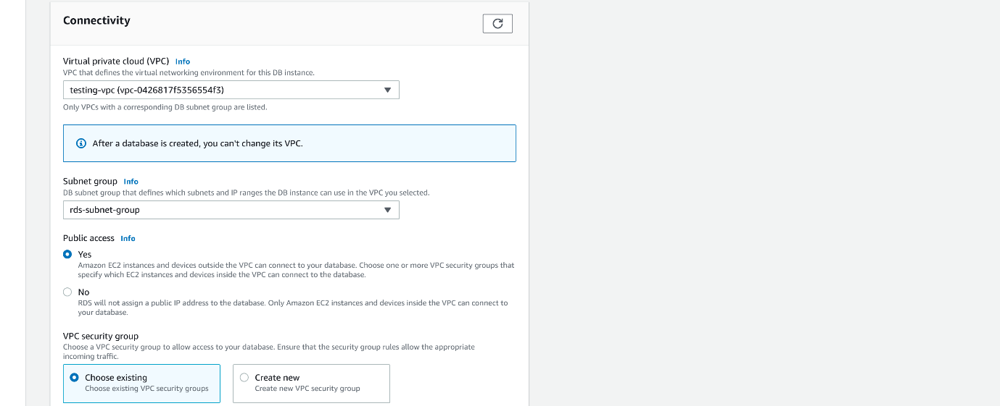 Connectivity
Virtual private cloud (VPC) Info
VPC that defines the virtual networking environment for this DB instance.
testing-vpc (vpc-0426817f5356554f3)
Only VPCs with a corresponding DB subnet group are listed.
After a database is created, you can't change its VPC.
Subnet group Info
DB subnet group that defines which subnets and IP ranges the DB instance can use in the VPC you selected.
rds-subnet-group
Public access Info
Yes
Amazon EC2 instances and devices outside the VPC can connect to your database. Choose one or more VPC security groups that
specify which EC2 instances and devices inside the VPC can connect to the database.
No
RDS will not assign a public IP address to the database. Only Amazon EC2 instances and devices inside the VPC can connect to
your database.
VPC security group
Choose a VPC security group to allow access to your database. Ensure that the security group rules allow the appropriate
incoming traffic.
Choose existing
Choose existing VPC security groups
Create new
Create new VPC security group